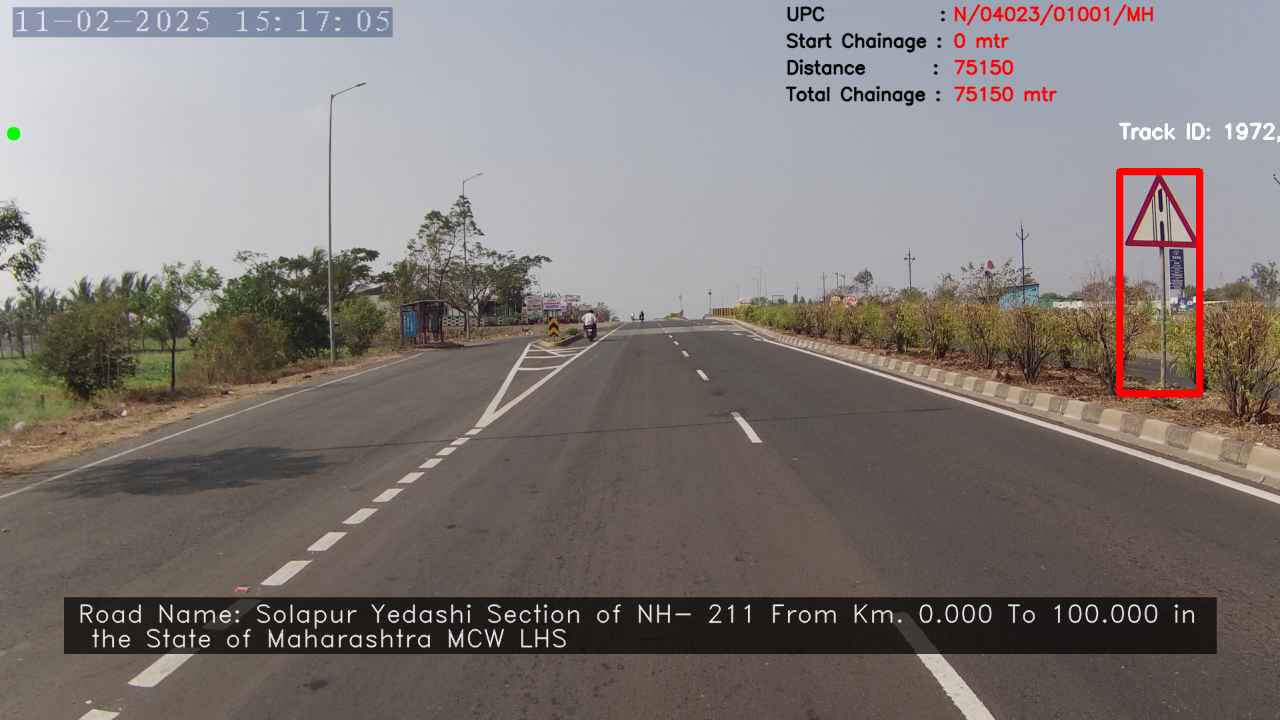 11-02-2025 15:17:05
UPC : N/04023/01001/MH
Start Chainage : 0 mtr
Distance : 75150
Total Chainage : 75150 mtr
Track ID: 1972,
Road Name: Solapur Yedashi Section of NH- 211 From Km. 0.000 To 100.000 in
the State of Maharashtra MCW LHS